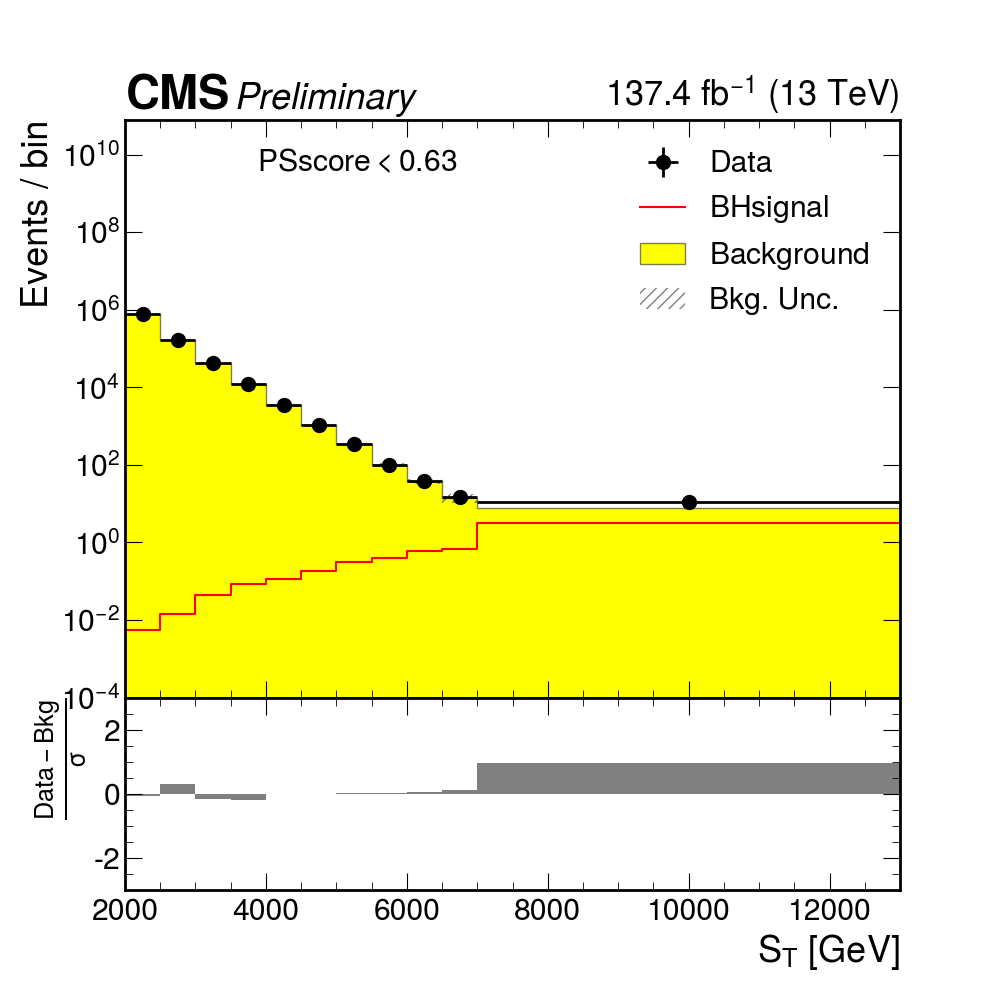 CMS Preliminary 137.4 fb⁻¹ (13 TeV)
Events / bin
PSscore < 0.63
Data
BHsignal
Background
Bkg. Unc.
10¹⁰
10⁸
10⁶
10⁴
10²
10⁰
10⁻²
10⁻⁴
Data − Bkg
σ
2
0
-2
2000 4000 6000 8000 10000 12000
S_T [GeV]